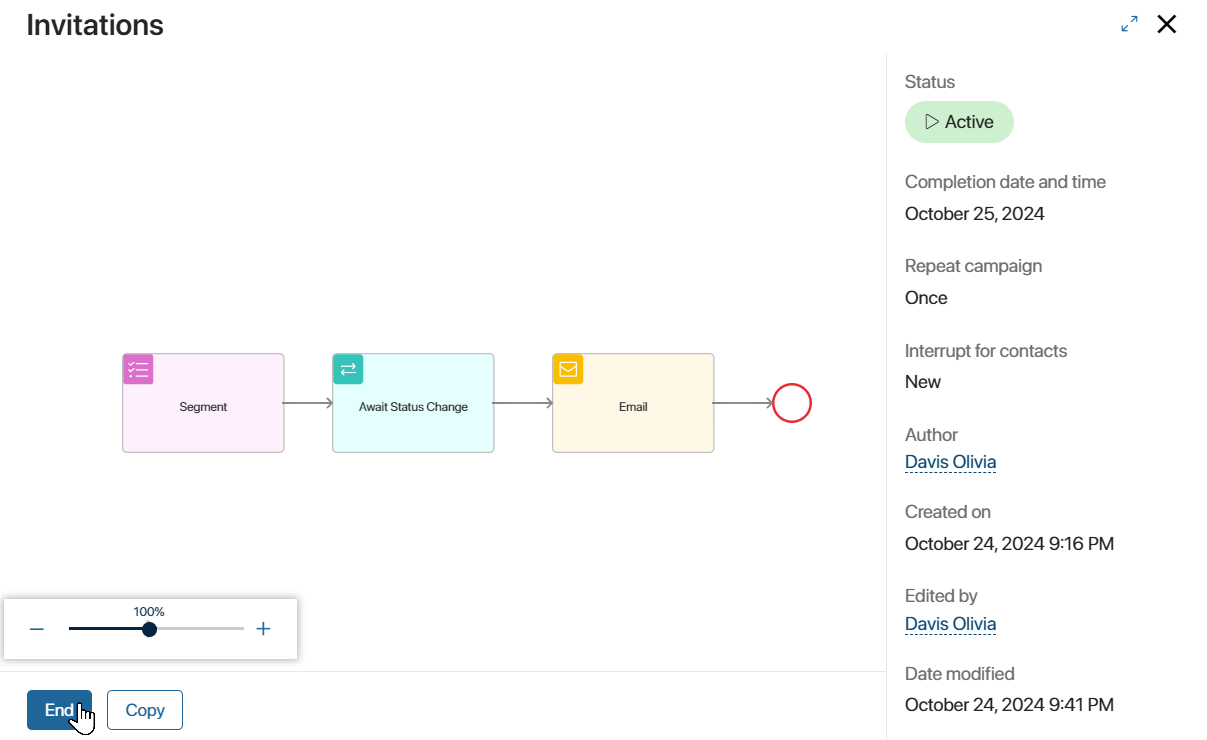 Invitations
Segment
Await Status Change
Email
100%
End
Copy
Status
Active
Completion date and time
October 25, 2024
Repeat campaign
Once
Interrupt for contacts
New
Author
Davis Olivia
Created on
October 24, 2024 9:16 PM
Edited by
Davis Olivia
Date modified
October 24, 2024 9:41 PM